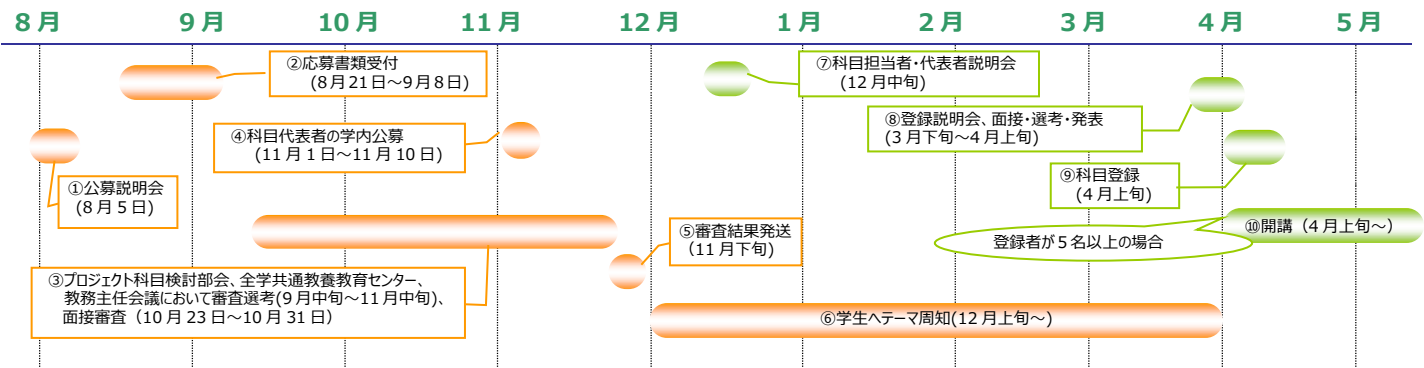 8月 9月 10月 11月 12月 1月 2月 3月 4月 5月
②応募書類受付
(8月21日～9月8日)
⑦科目担当者・代表者説明会
(12月中旬)
④科目代表者の学内公募
(11月1日～11月10日)
⑧登録説明会、面接・選考・発表
(3月下旬～4月上旬)
①公募説明会
(8月5日)
⑨科目登録
(4月上旬)
⑤審査結果発送
(11月下旬)
登録者が5名以上の場合
⑩開講（4月上旬～)
③プロジェクト科目検討部会、全学共通教養教育センター、
教務主任会議において審査選考(9月中旬～11月中旬)、
面接審査（10月23日～10月31日）
⑥学生へテーマ周知(12月上旬～)